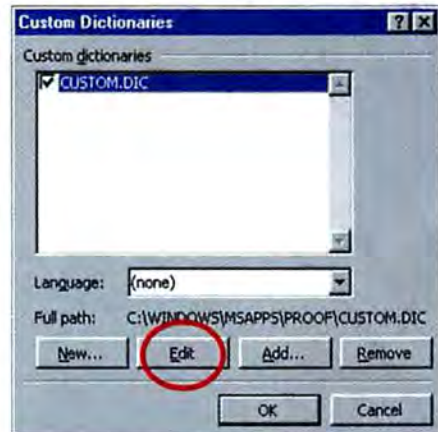 Custom Dictionaries
Custom dictionaries
CUSTOM.DIC
Language: (none)
Full path: C:\WINDOWS\MSAPPS\PROOF\CUSTOM.DIC
New... Edit Add... Remove
OK Cancel